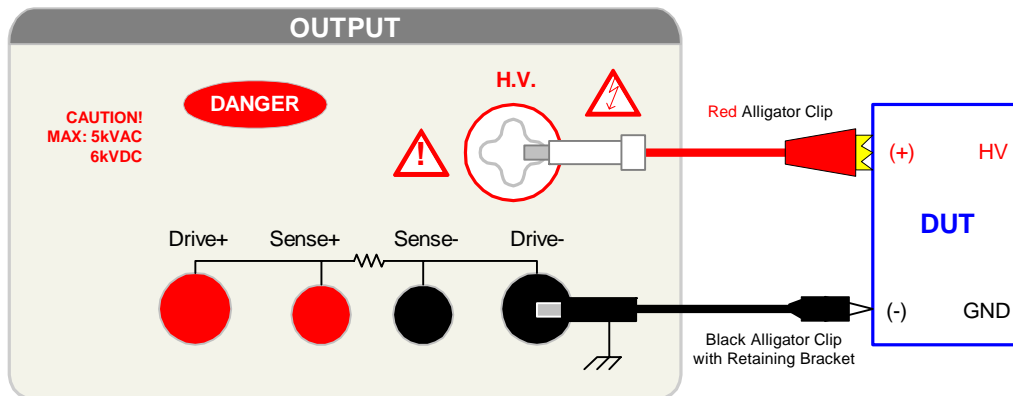 OUTPUT
DANGER
CAUTION!
MAX: 5kVAC
6kVDC
H.V.
!
Red Alligator Clip
(+)
HV
DUT
Drive+
Sense+
Sense-
Drive-
(-)
GND
Black Alligator Clip
with Retaining Bracket